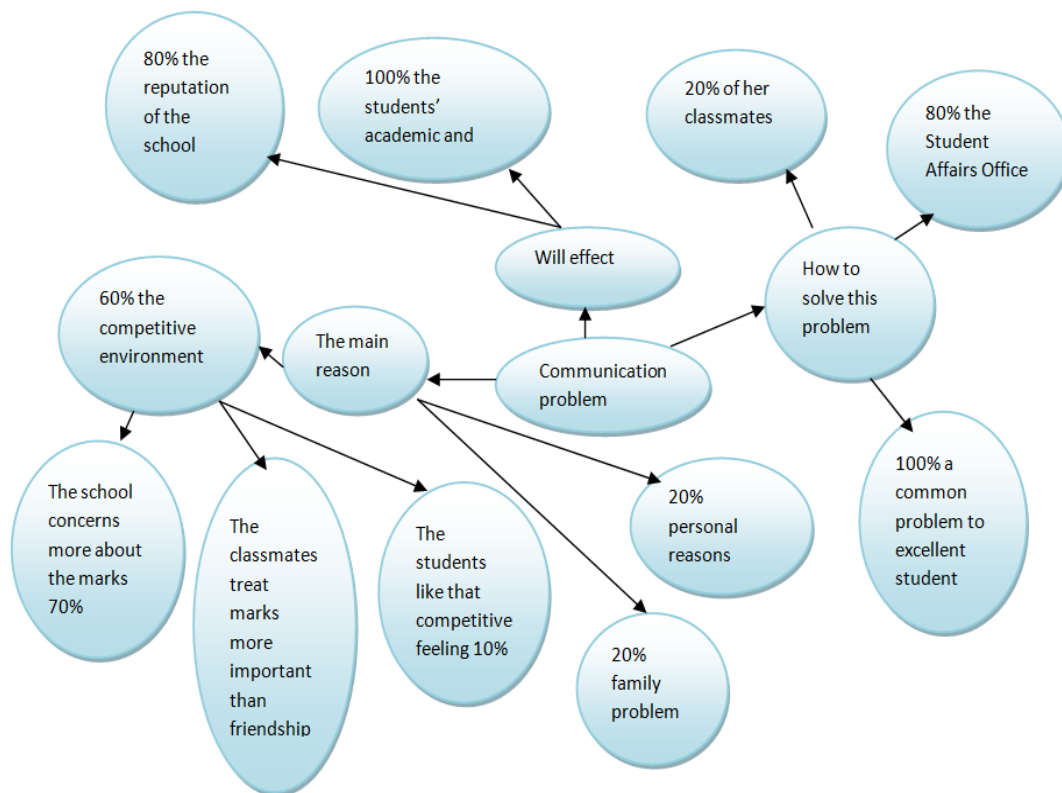 80% the
reputation
of the
school
100% the
students'
academic and
20% of her
classmates
80% the
Student
Affairs Office
Will effect
How to
solve this
problem
60% the
competitive
environment
The main
reason
Communication
problem
The school
concerns
more about
the marks
70%
The
classmates
treat
marks
more
important
than
friendship
The
students
like that
competitive
feeling 10%
20%
personal
reasons
20%
family
problem
100% a
common
problem to
excellent
student